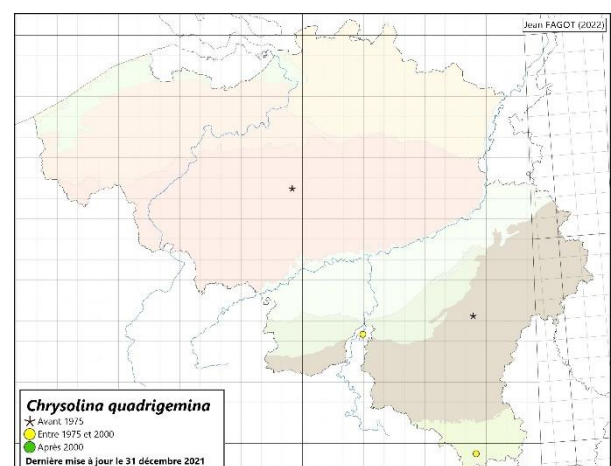 Jean FAGOT (2022)
Chrysolina quadrigemina
Avant 1975
Entre 1975 et 2000
Après 2000
Dernière mise à jour le 31 décembre 2021